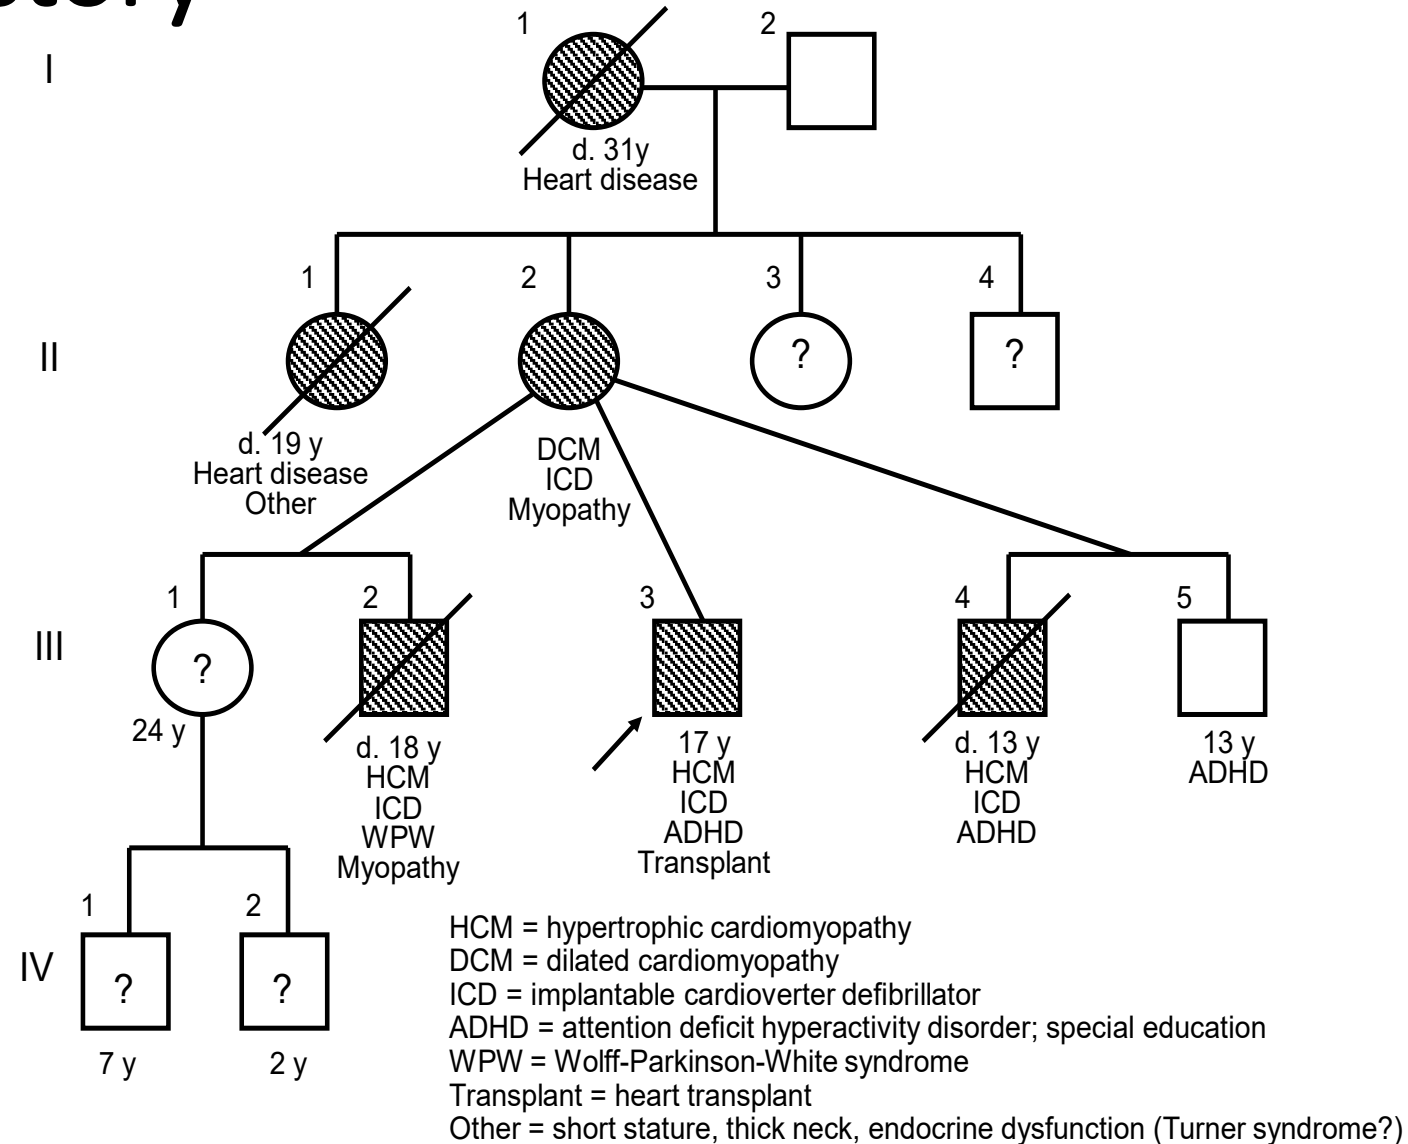 1 2
I
d. 31y
Heart disease
1 2 3 4
II ? ?
d. 19 y
Heart disease
Other
DCM
ICD
Myopathy
1 2 3 4 5
III ?
24 y
d. 18 y
HCM
ICD
WPW
Myopathy
17 y
HCM
ICD
ADHD
Transplant
d. 13 y
HCM
ICD
ADHD
13 y
ADHD
1 2
IV ? ?
7 y 2 y
HCM = hypertrophic cardiomyopathy
DCM = dilated cardiomyopathy
ICD = implantable cardioverter defibrillator
ADHD = attention deficit hyperactivity disorder; special education
WPW = Wolff-Parkinson-White syndrome
Transplant = heart transplant
Other = short stature, thick neck, endocrine dysfunction (Turner syndrome?)